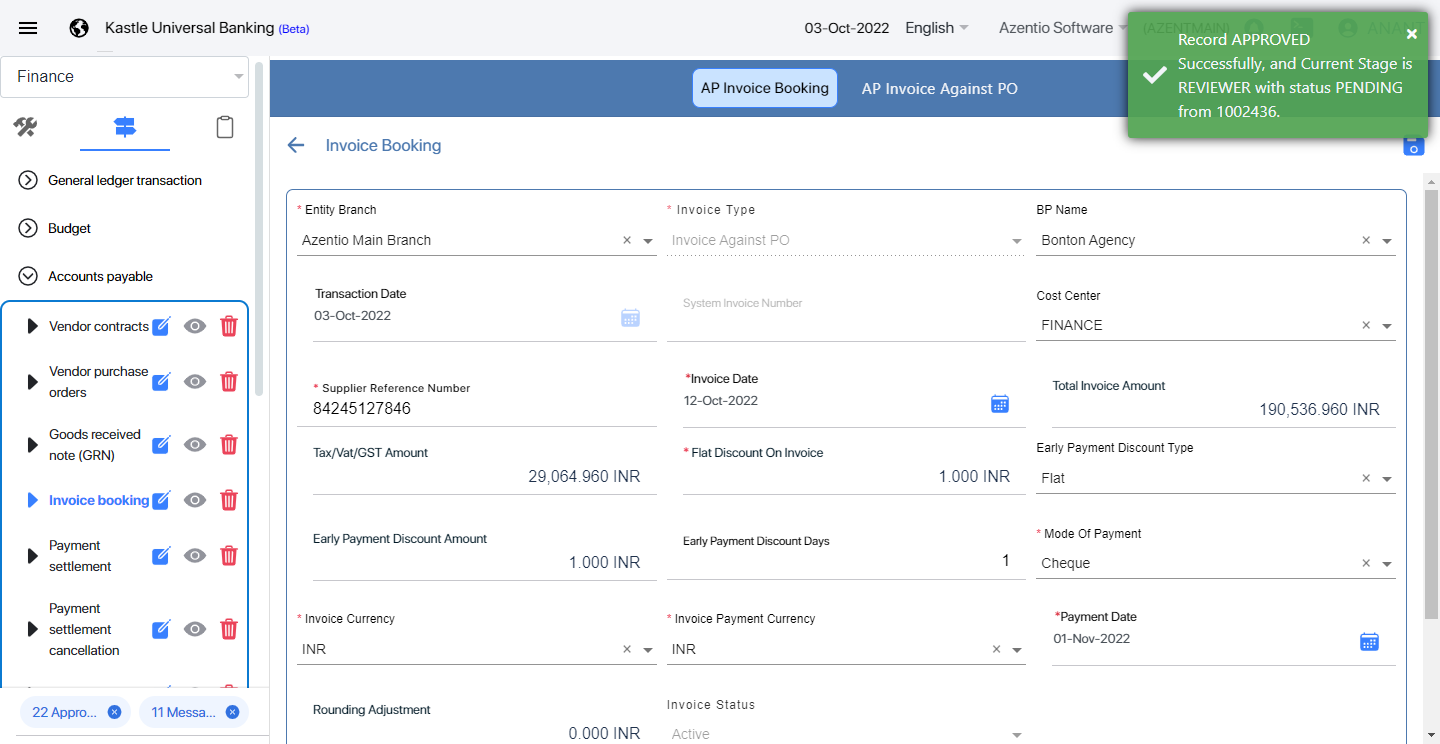 Kastle Universal Banking (Beta)
03-Oct-2022
English
Azentio Software
(AZENTMAIN)
Record APPROVED
Successfully, and Current Stage is
REVIEWER with status PENDING
from 1002436.
Finance
AP Invoice Booking
AP Invoice Against PO
General ledger transaction
Budget
Accounts payable
Vendor contracts
Vendor purchase
orders
Goods received
note (GRN)
Invoice booking
Payment
settlement
Payment
settlement
cancellation
22 Appro...
11 Messa...
Invoice Booking
* Entity Branch
Azentio Main Branch
* Invoice Type
Invoice Against PO
BP Name
Bonton Agency
Transaction Date
03-Oct-2022
System Invoice Number
Cost Center
FINANCE
* Supplier Reference Number
84245127846
*Invoice Date
12-Oct-2022
Total Invoice Amount
190,536.960 INR
Tax/Vat/GST Amount
29,064.960 INR
* Flat Discount On Invoice
1.000 INR
Early Payment Discount Type
Flat
Early Payment Discount Amount
1.000 INR
Early Payment Discount Days
1
* Mode Of Payment
Cheque
* Invoice Currency
INR
* Invoice Payment Currency
INR
*Payment Date
01-Nov-2022
Rounding Adjustment
0.000 INR
Invoice Status
Active